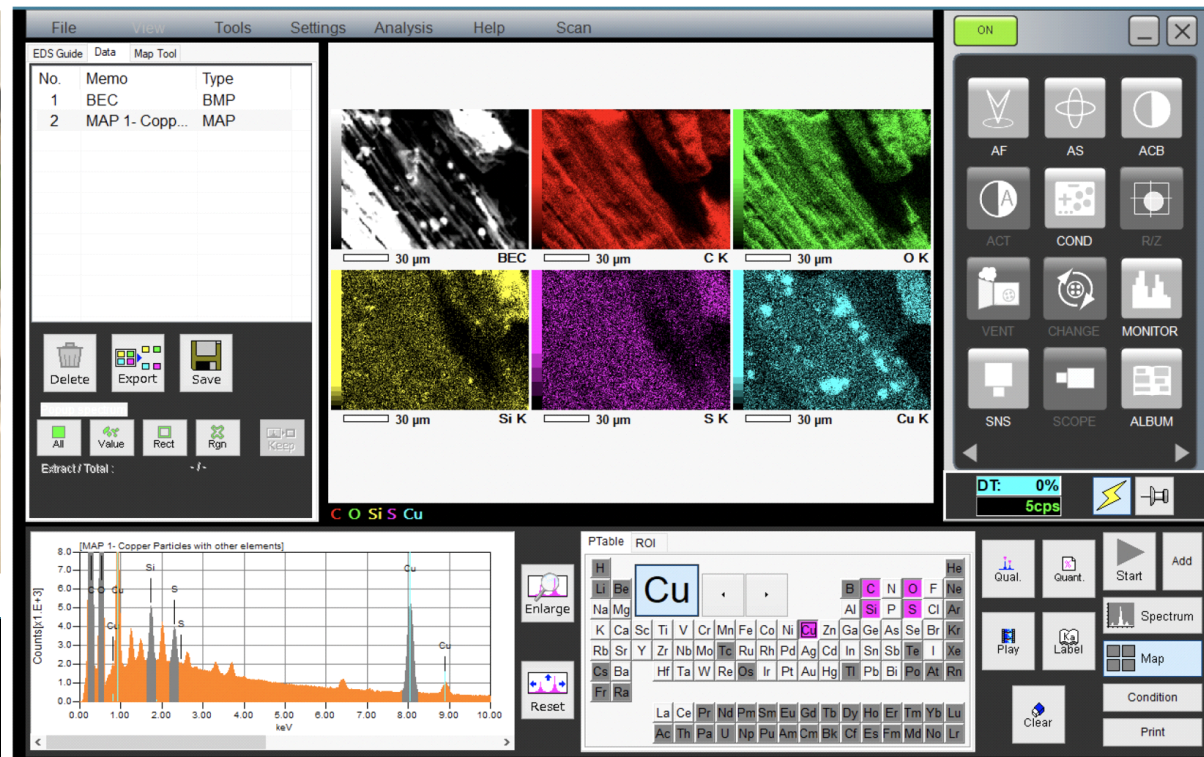 File View Tools Settings Analysis Help Scan
ON
EDS Guide Data Map Tool
No. Memo Type
1 BEC BMP
2 MAP 1- Copp... MAP
30 µm BEC
30 µm C K
30 µm O K
30 µm Si K
30 µm S K
30 µm Cu K
Delete Export Save
All Value Rect Rgn Keep
Extract / Total : - / -
C O Si S Cu
AF AS ACB
ACT COND R/Z
VENT CHANGE MONITOR
SNS SCOPE ALBUM
DT: 0%
5cps
[MAP 1- Copper Particles with other elements]
Counts[x1.E+3]
8.0
7.0
6.0
5.0
4.0
3.0
2.0
1.0
0.0
C O Cu Cu Si S S Cu Cu
0.00 1.00 2.00 3.00 4.00 5.00 6.00 7.00 8.00 9.00 10.00
keV
Enlarge
Reset
PTable ROI
Cu
H He
Li Be B C N O F Ne
Na Mg Al Si P S Cl Ar
K Ca Sc Ti V Cr Mn Fe Co Ni Cu Zn Ga Ge As Se Br Kr
Rb Sr Y Zr Nb Mo Tc Ru Rh Pd Ag Cd In Sn Sb Te I Xe
Cs Ba Hf Ta W Re Os Ir Pt Au Hg Tl Pb Bi Po At Rn
Fr Ra
La Ce Pr Nd Pm Sm Eu Gd Tb Dy Ho Er Tm Yb Lu
Ac Th Pa U Np Pu Am Cm Bk Cf Es Fm Md No Lr
Qual. Quant.
Play Label
Clear
Start Add
Spectrum
Map
Condition
Print